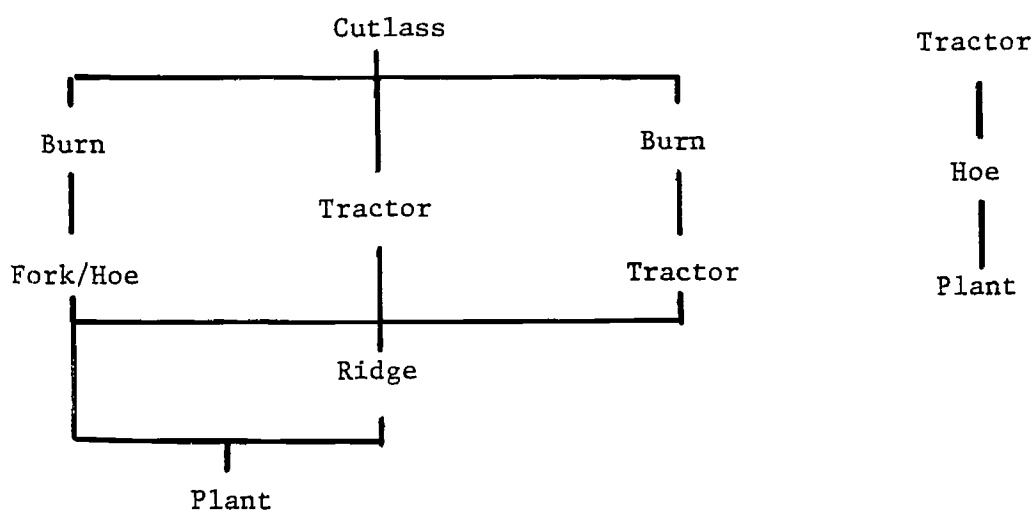 Cutlass
Burn
Tractor
Burn
Fork/Hoe
Tractor
Ridge
Plant
Tractor
Hoe
Plant